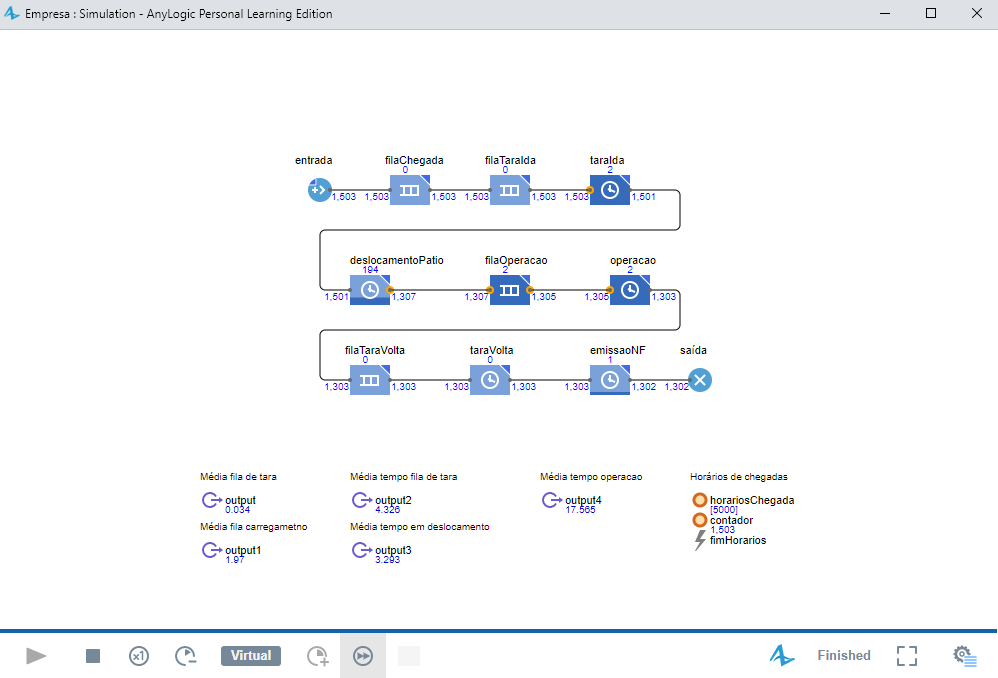 Empresa : Simulation - AnyLogic Personal Learning Edition
entrada filaChegada filaTaraIda taraIda
0 0 2
1,503 1,503 1,503 1,503 1,503 1,503 1,501
deslocamentoPatio filaOperacao operacao
194 2 2
1,501 1,307 1,307 1,305 1,305 1,303
filaTaraVolta taraVolta emissaoNF saída
0 0 1
1,303 1,303 1,303 1,303 1,303 1,302 1,302
Média fila de tara Média tempo fila de tara Média tempo operacao Horários de chegadas
output output2 output4 horariosChegada
0.034 4.326 17.565 [5000]
contador
Média fila carregametno Média tempo em deslocamento 1,503
output1 output3 fimHorarios
1.97 3.293
x1 Virtual Finished